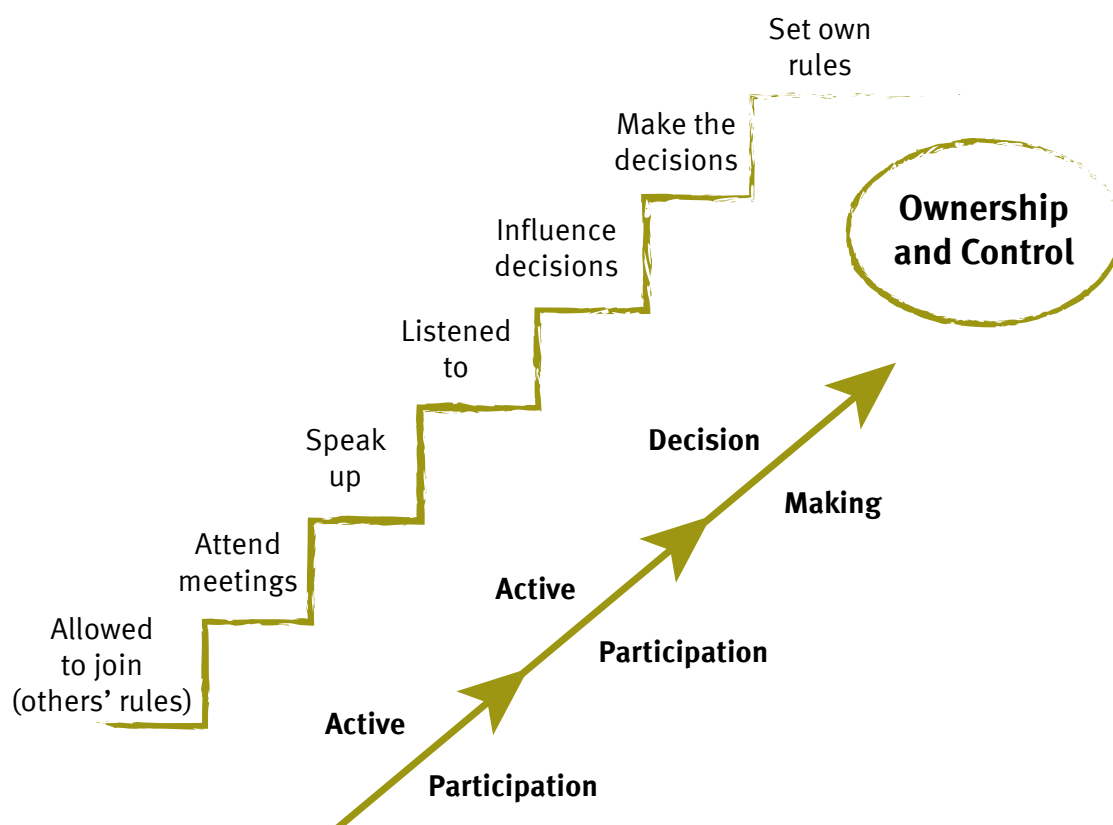 Set own
rules
Make the
decisions
Influence
decisions
Listened
to
Speak
up
Attend
meetings
Allowed
to join
(others’ rules)
Ownership
and Control
Decision
Making
Active
Participation
Active
Participation